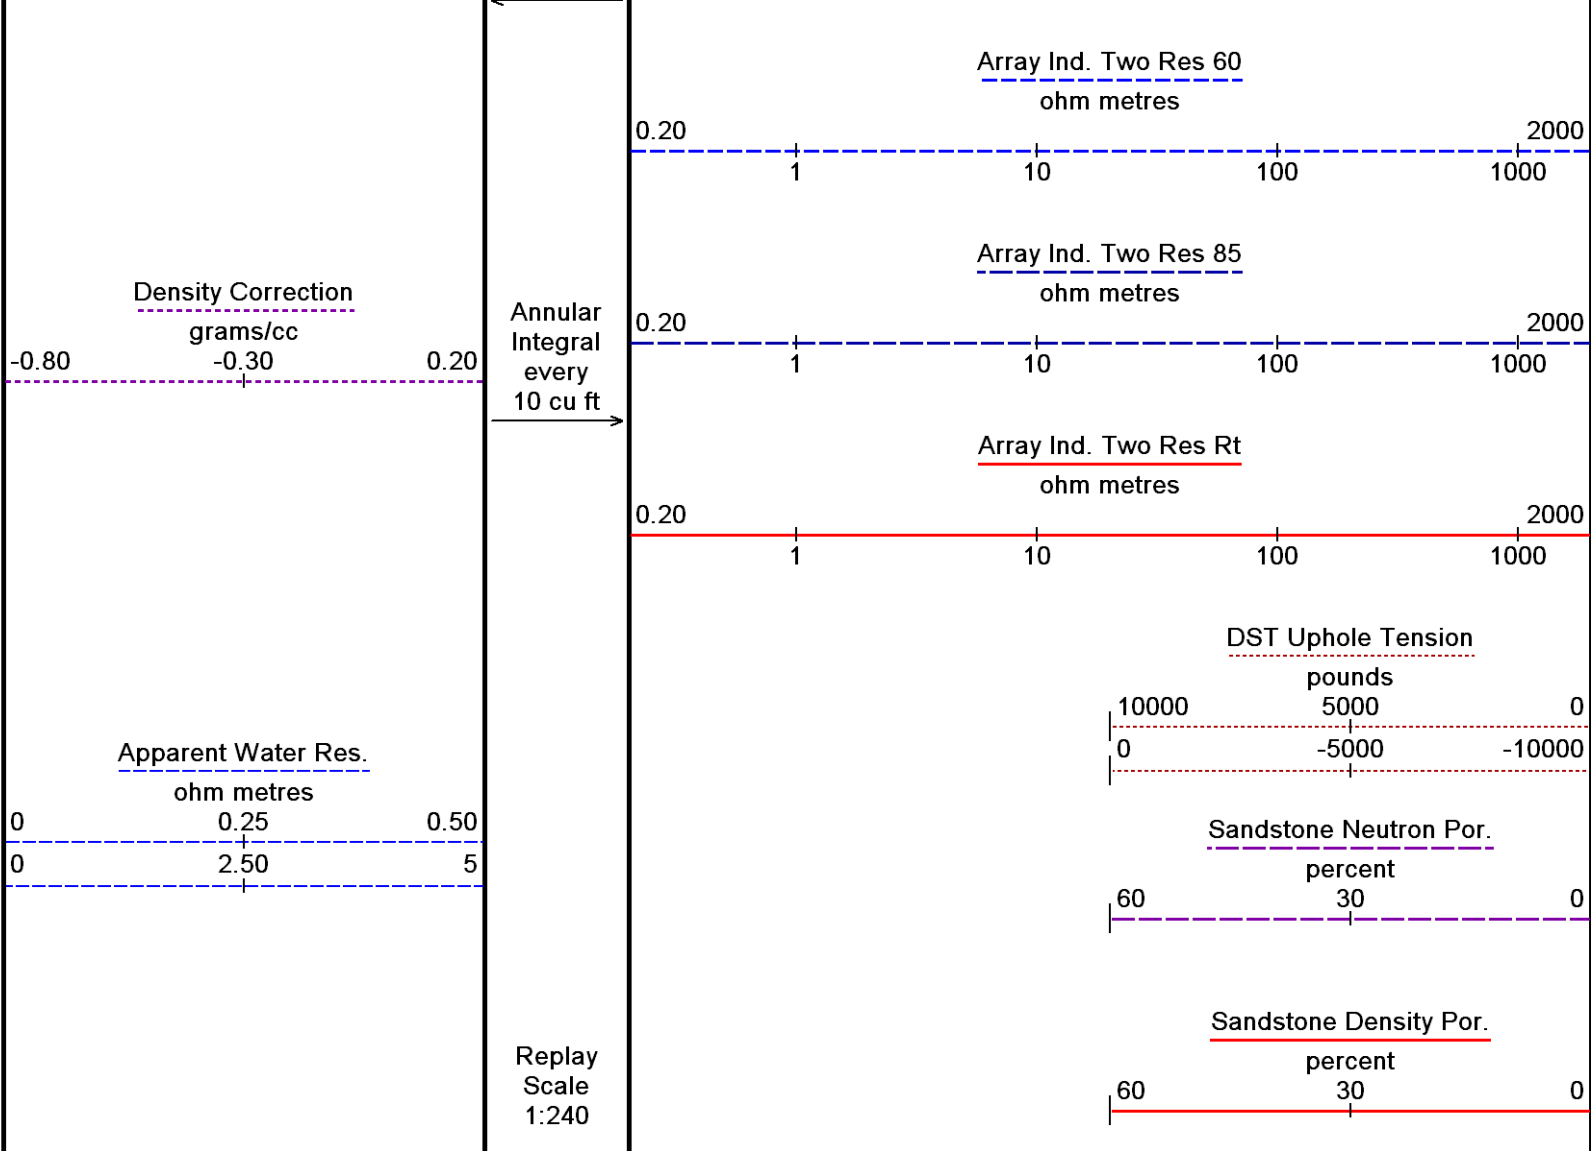 Array Ind. Two Res 60
ohm metres
0.20 2000
1 10 100 1000
Array Ind. Two Res 85
ohm metres
0.20 2000
1 10 100 1000
Density Correction
grams/cc
-0.80 -0.30 0.20
Annular
Integral
every
10 cu ft
Array Ind. Two Res Rt
ohm metres
0.20 2000
1 10 100 1000
DST Uphole Tension
pounds
10000 5000 0
0 -5000 -10000
Apparent Water Res.
ohm metres
0 0.25 0.50
0 2.50 5
Sandstone Neutron Por.
percent
60 30 0
Replay
Scale
1:240
Sandstone Density Por.
percent
60 30 0